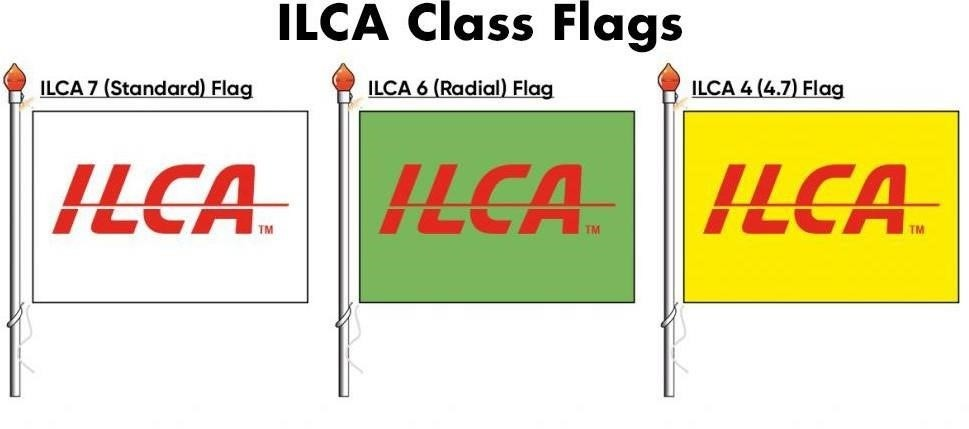 ILCA Class Flags
ILCA 7 (Standard) Flag
ILCA 6 (Radial) Flag
ILCA 4 (4.7) Flag
ILCA TM
ILCA TM
ILCA TM